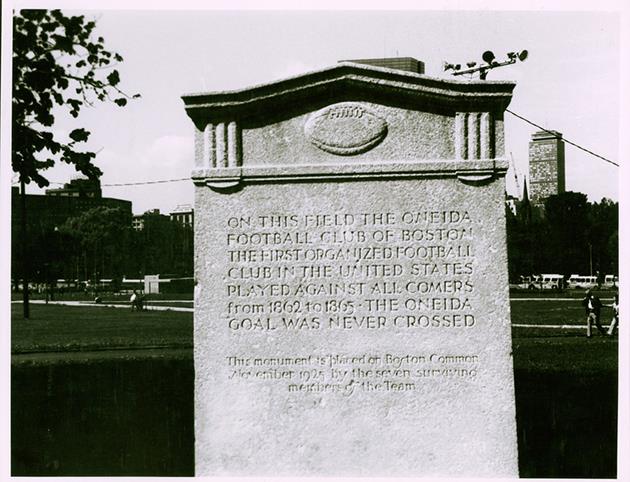 ON THIS FIELD THE ONEIDA
FOOTBALL CLUB OF BOSTON
THE FIRST ORGANIZED FOOTBALL
CLUB IN THE UNITED STATES
PLAYED AGAINST ALL COMERS
from 1862 to 1865 · THE ONEIDA
GOAL WAS NEVER CROSSED
This monument is placed on Boston Common
November 1925 by the seven surviving
members of the Team